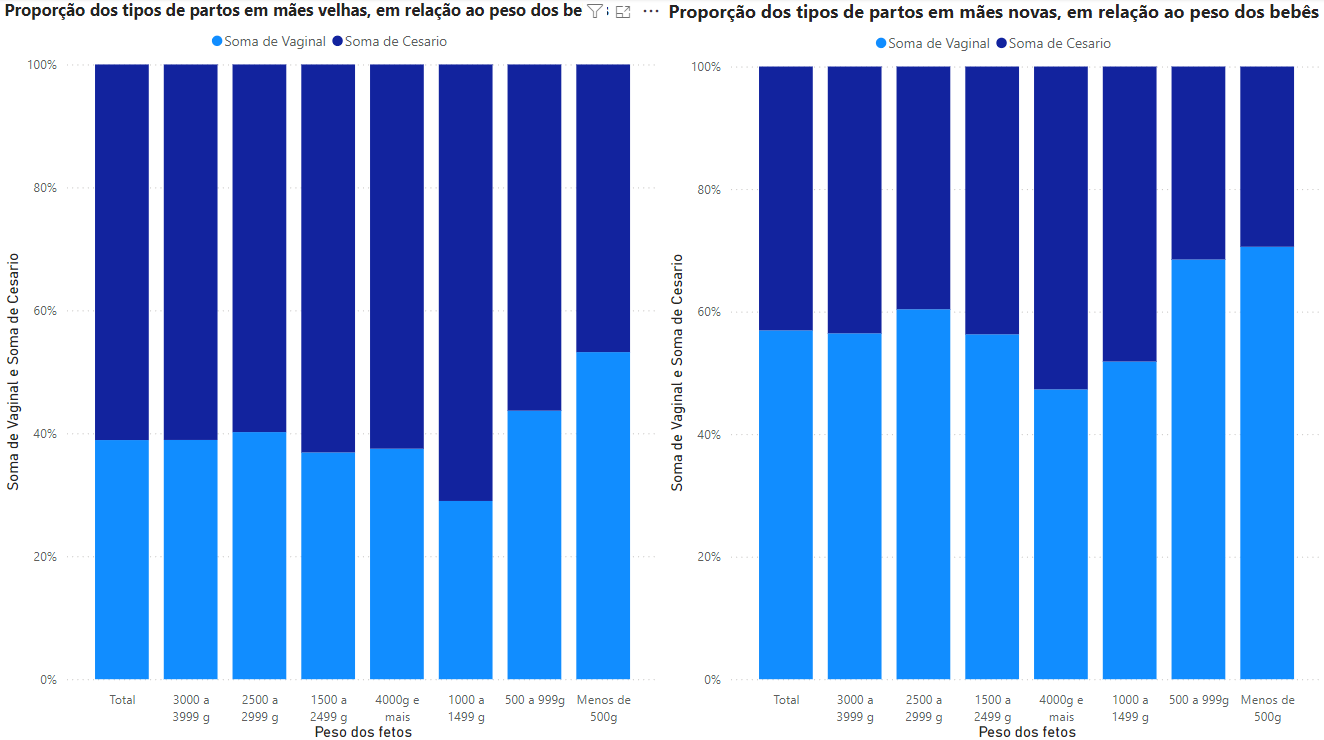 Proporção dos tipos de partos em mães velhas, em relação ao peso dos be
Soma de Vaginal Soma de Cesario
100%
80%
60%
40%
20%
0%
Soma de Vaginal e Soma de Cesario
Total
3000 a
3999 g
2500 a
2999 g
1500 a
2499 g
4000g e
mais
1000 a
1499 g
500 a 999g
Menos de
500g
Peso dos fetos
Proporção dos tipos de partos em mães novas, em relação ao peso dos bebês
Soma de Vaginal Soma de Cesario
100%
80%
60%
40%
20%
0%
Soma de Vaginal e Soma de Cesario
Total
3000 a
3999 g
2500 a
2999 g
1500 a
2499 g
4000g e
mais
1000 a
1499 g
500 a 999g
Menos de
500g
Peso dos fetos